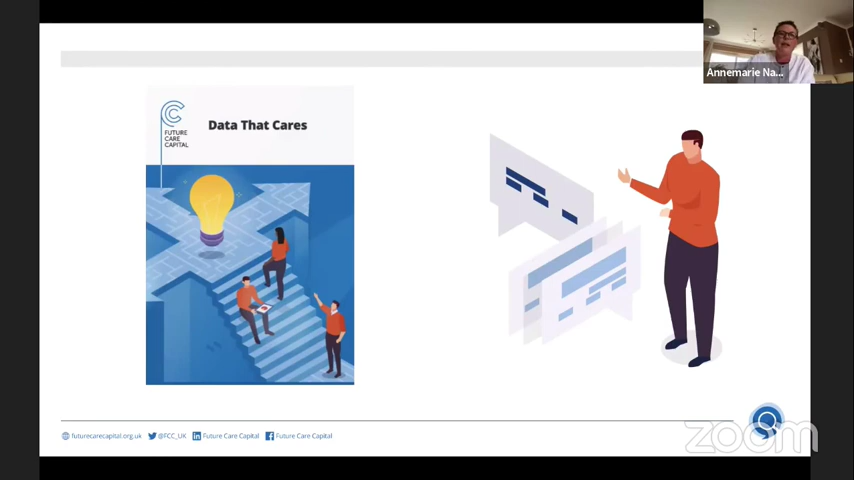 Annemarie Na...
FUTURE
CARE
CAPITAL
Data That Cares
futurecarecapital.org.uk @FCC_UK Future Care Capital Future Care Capital
zoom